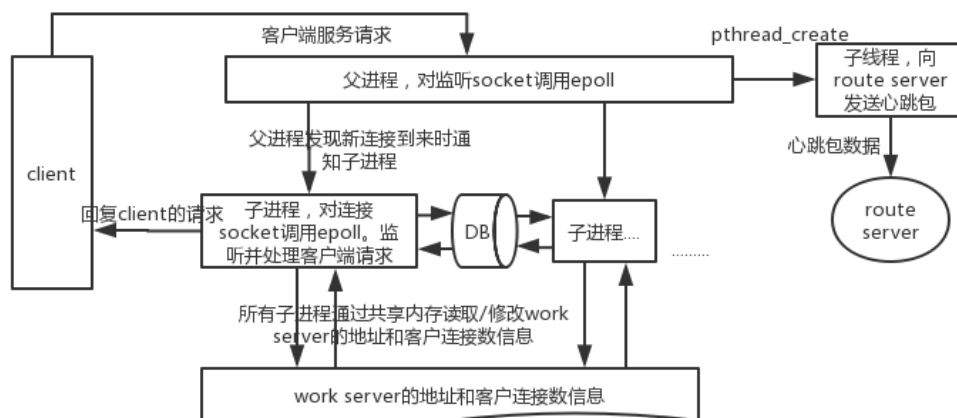 客户端服务请求
pthread_create
父进程，对监听socket调用epoll
子线程，向
route server
发送心跳包
父进程发现新连接到来时通
知子进程
心跳包数据
client
回复client的请求
子进程，对连接
socket调用epoll。监
听并处理客户端请求
DB
子进程....
.........
route
server
所有子进程通过共享内存读取/修改work
server的地址和客户连接数信息
work server的地址和客户连接数信息